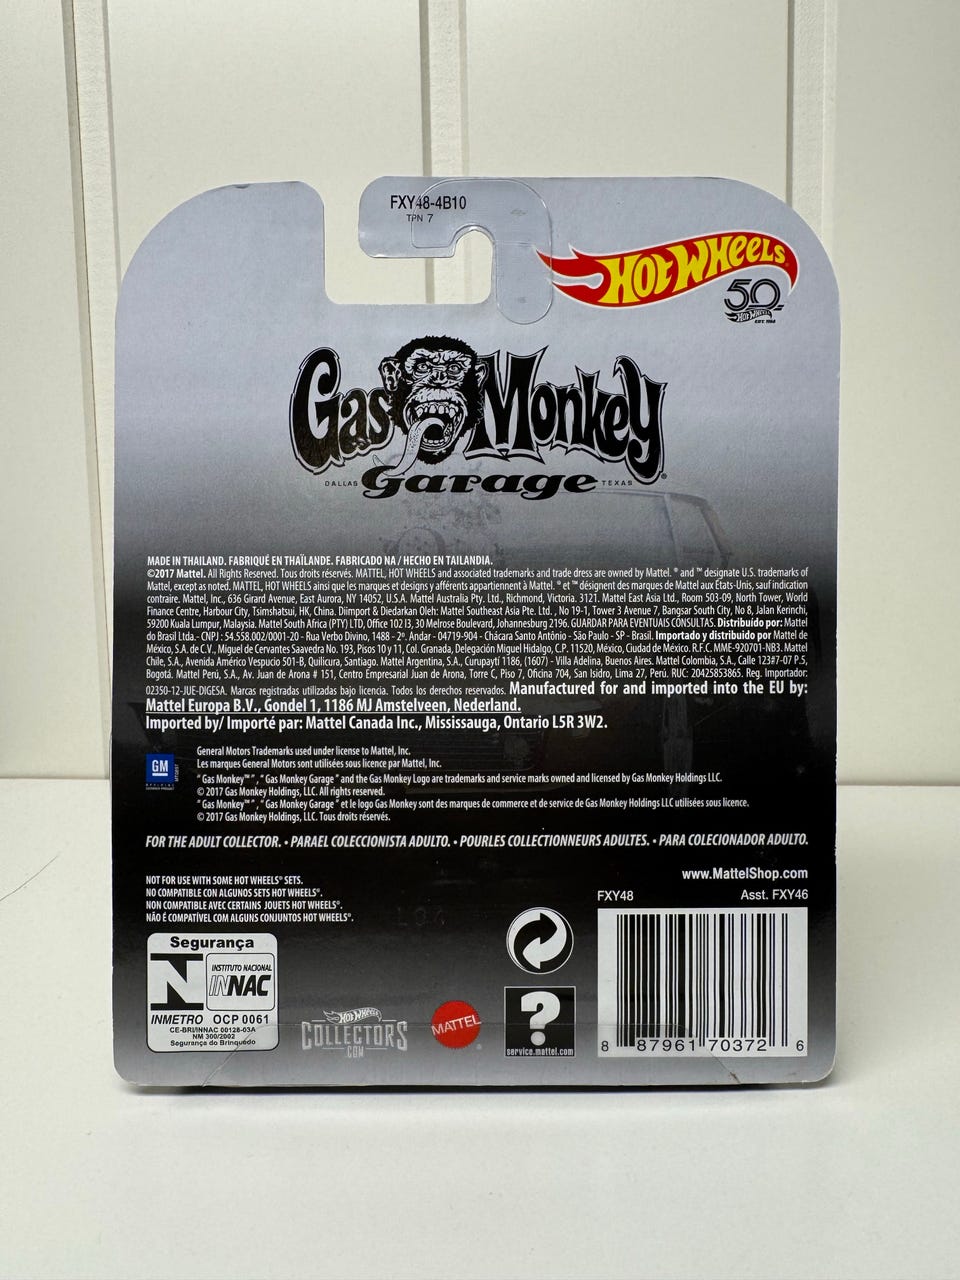 FXY48-4B10
TPN 7
HOT WHEELS
50
HOT WHEELS
EST. 1968
Gas Monkey
DALLAS Garage TEXAS
MADE IN THAILAND. FABRIQUÉ EN THAÏLANDE. FABRICADO NA / HECHO EN TAILANDIA.
©2017 Mattel. All Rights Reserved. Tous droits réservés. MATTEL, HOT WHEELS and associated trademarks and trade dress are owned by Mattel. ® and ™ designate U.S. trademarks of
Mattel, except as noted. MATTEL, HOT WHEELS ainsi que les marques et designs y afférents appartiennent à Mattel. ® et ™ désignent des marques de Mattel aux États-Unis, sauf indication
contraire. Mattel, Inc., 636 Girard Avenue, East Aurora, NY 14052, U.S.A. Mattel Australia Pty. Ltd., Richmond, Victoria. 3121. Mattel East Asia Ltd., Room 503-09, North Tower, World
Finance Centre, Harbour City, Tsimshatsui, HK, China. Diimport & Diedarkan Oleh: Mattel Southeast Asia Pte. Ltd. , No 19-1, Tower 3 Avenue 7, Bangsar South City, No 8, Jalan Kerinchi,
59200 Kuala Lumpur, Malaysia. Mattel South Africa (PTY) LTD, Office 102 I3, 30 Melrose Boulevard, Johannesburg 2196. GUARDAR PARA EVENTUAIS CONSULTAS. Distribuído por: Mattel
do Brasil Ltda.- CNPJ : 54.558.002/0001-20 - Rua Verbo Divino, 1488 - 2º. Andar - 04719-904 - Chácara Santo Antônio - São Paulo - SP - Brasil. Importado y distribuido por Mattel de
México, S.A. de C.V., Miguel de Cervantes Saavedra No. 193, Pisos 10 y 11, Col. Granada, Delegación Miguel Hidalgo, C.P. 11520, México, Ciudad de México. R.F.C. MME-920701-NB3. Mattel
Chile, S.A., Avenida Américo Vespucio 501-B, Quilicura, Santiago. Mattel Argentina, S.A., Curupaytí 1186, (1607) - Villa Adelina, Buenos Aires. Mattel Colombia, S.A., Calle 123#7-07 P.5,
Bogotá. Mattel Perú, S.A., Av. Juan de Arona # 151, Centro Empresarial Juan de Arona, Torre C, Piso 7, Oficina 704, San Isidro, Lima 27, Perú. RUC: 20425853865. Reg. Importador:
02350-12-JUE-DIGESA. Marcas registradas utilizadas bajo licencia. Todos los derechos reservados. Manufactured for and imported into the EU by:
Mattel Europa B.V., Gondel 1, 1186 MJ Amstelveen, Nederland.
Imported by/ Importé par: Mattel Canada Inc., Mississauga, Ontario L5R 3W2.
GM
General Motors Trademarks used under license to Mattel, Inc.
Les marques General Motors sont utilisées sous licence par Mattel, Inc.
"Gas Monkey™", "Gas Monkey Garage" and the Gas Monkey Logo are trademarks and service marks owned and licensed by Gas Monkey Holdings LLC.
© 2017 Gas Monkey Holdings, LLC. All rights reserved.
"Gas Monkey™", "Gas Monkey Garage" et le logo Gas Monkey sont des marques de commerce et de service de Gas Monkey Holdings LLC utilisées sous licence.
© 2017 Gas Monkey Holdings, LLC. Tous droits réservés.
FOR THE ADULT COLLECTOR. • PARAEL COLECCIONISTA ADULTO. • POURLES COLLECTIONNEURS ADULTES. • PARA COLECIONADOR ADULTO.
NOT FOR USE WITH SOME HOT WHEELS® SETS.
NO COMPATIBLE CON ALGUNOS SETS HOT WHEELS®.
NON COMPATIBLE AVEC CERTAINS JOUETS HOT WHEELS®.
NÃO É COMPATÍVEL COM ALGUNS CONJUNTOS HOT WHEELS®.
www.MattelShop.com
FXY48 Asst. FXY46
Segurança
INSTITUTO NACIONAL
INNAC
INMETRO OCP 0061
CE-BRI/INNAC 00128-03A
NM 300/2002
Segurança do Brinquedo
HOT WHEELS
COLLECTORS
.COM
MATTEL
?
service.mattel.com
8 87961 70372 6